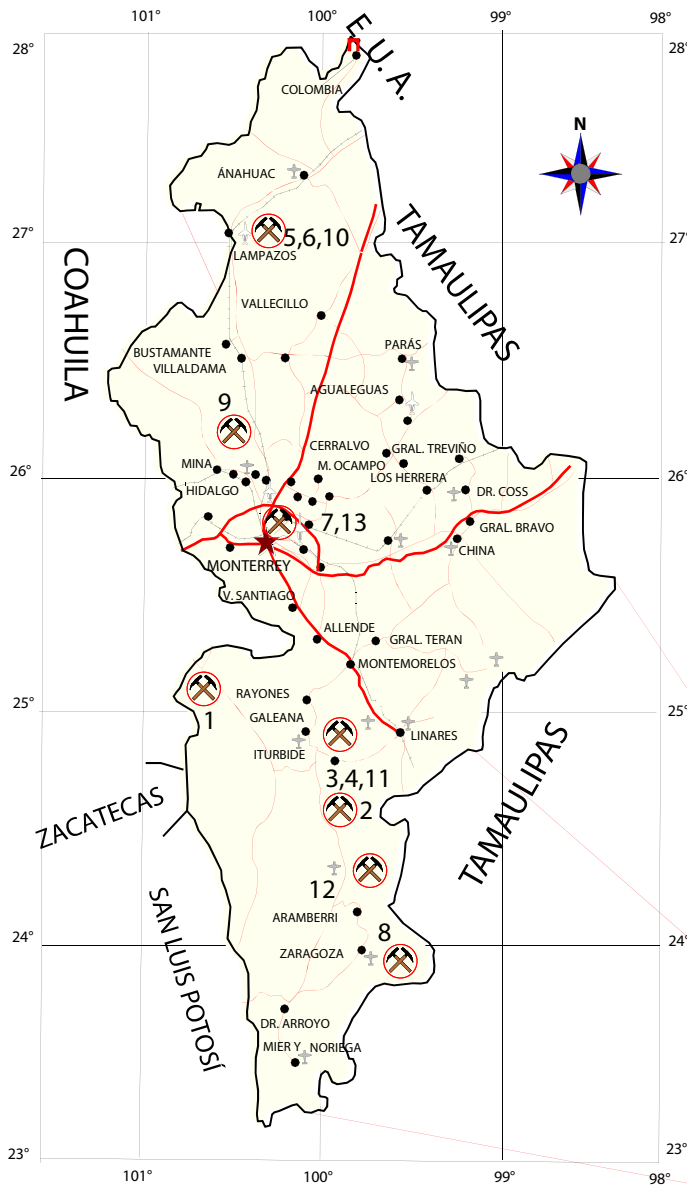 101°
100°
99°
98°
E. U. A.
28°
28°
COLOMBIA
N
ÁNAHUAC
27°
27°
5,6,10
LAMPAZOS
TAMAULIPAS
COAHUILA
VALLECILLO
BUSTAMANTE
VILLALDAMA
PARÁS
AGUALEGUAS
9
CERRALVO
GRAL. TREVIÑO
MINA
M. OCAMPO
LOS HERRERA
26°
26°
HIDALGO
DR. COSS
7,13
GRAL. BRAVO
CHINA
MONTERREY
V. SANTIAGO
ALLENDE
GRAL. TERAN
MONTEMORELOS
RAYONES
1
25°
25°
GALEANA
LINARES
ITURBIDE
3,4,11
2
ZACATECAS
TAMAULIPAS
12
ARAMBERRI
8
SAN LUIS POTOSÍ
24°
24°
ZARAGOZA
DR. ARROYO
MIER Y NORIEGA
23°
23°
101°
100°
99°
98°